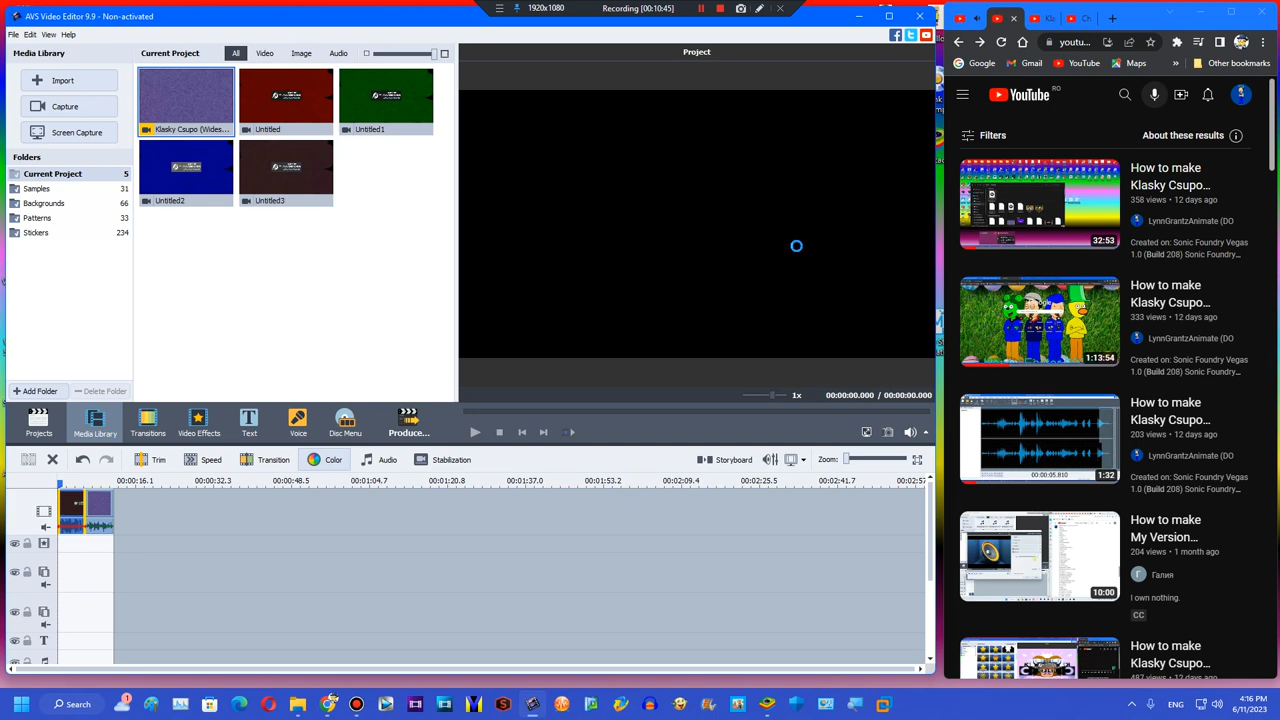 AVS Video Editor 9.9 - Non-activated
1920x1080
Recording [00:10:45]
File Edit View Help
Media Library
Import
Capture
Screen Capture
Folders
Current Project 5
Samples 31
Backgrounds 66
Patterns 33
Stickers 234
Add Folder
Delete Folder
Current Project
All
Video
Image
Audio
Klasky Csupo (Wides...
Untitled
Untitled1
Untitled2
Untitled3
Project
1x
00:00:00.000 / 00:00:00.000
Projects
Media Library
Transitions
Video Effects
Text
Voice
Disc Menu
Produce...
Trim
Speed
Transition
Color
Audio
Stabilization
Storyboard
Zoom:
00:00:16.1 00:00:32.3 00:00:48.5 00:01:04.7 00:01:20.8 00:01:37.0 00:01:53.2 00:02:09.4 00:02:25.5 00:02:41.7 00:02:57
youtu...
Google
Gmail
YouTube
Maps
Other bookmarks
YouTube RO
Filters
About these results
How to make
Klasky Csupo...
358 views • 12 days ago
LynnGrantzAnimate (DO
Created on: Sonic Foundry Vegas
1.0 (Build 208) Sonic Foundry...
32:53
How to make
Klasky Csupo...
333 views • 12 days ago
LynnGrantzAnimate (DO
Created on: Sonic Foundry Vegas
1.0 (Build 208) Sonic Foundry...
1:13:54
How to make
Klasky Csupo...
203 views • 12 days ago
LynnGrantzAnimate (DO
Created on: Sonic Foundry Vegas
1.0 (Build 208) Sonic Foundry...
00:00:05.810
1:32
How to make
My Version...
204 views • 1 month ago
Г Галия
I own nothing.
CC
10:00
How to make
Klasky Csupo...
487 views • 12 days ago
Search
1
ENG
4:16 PM
6/11/2023